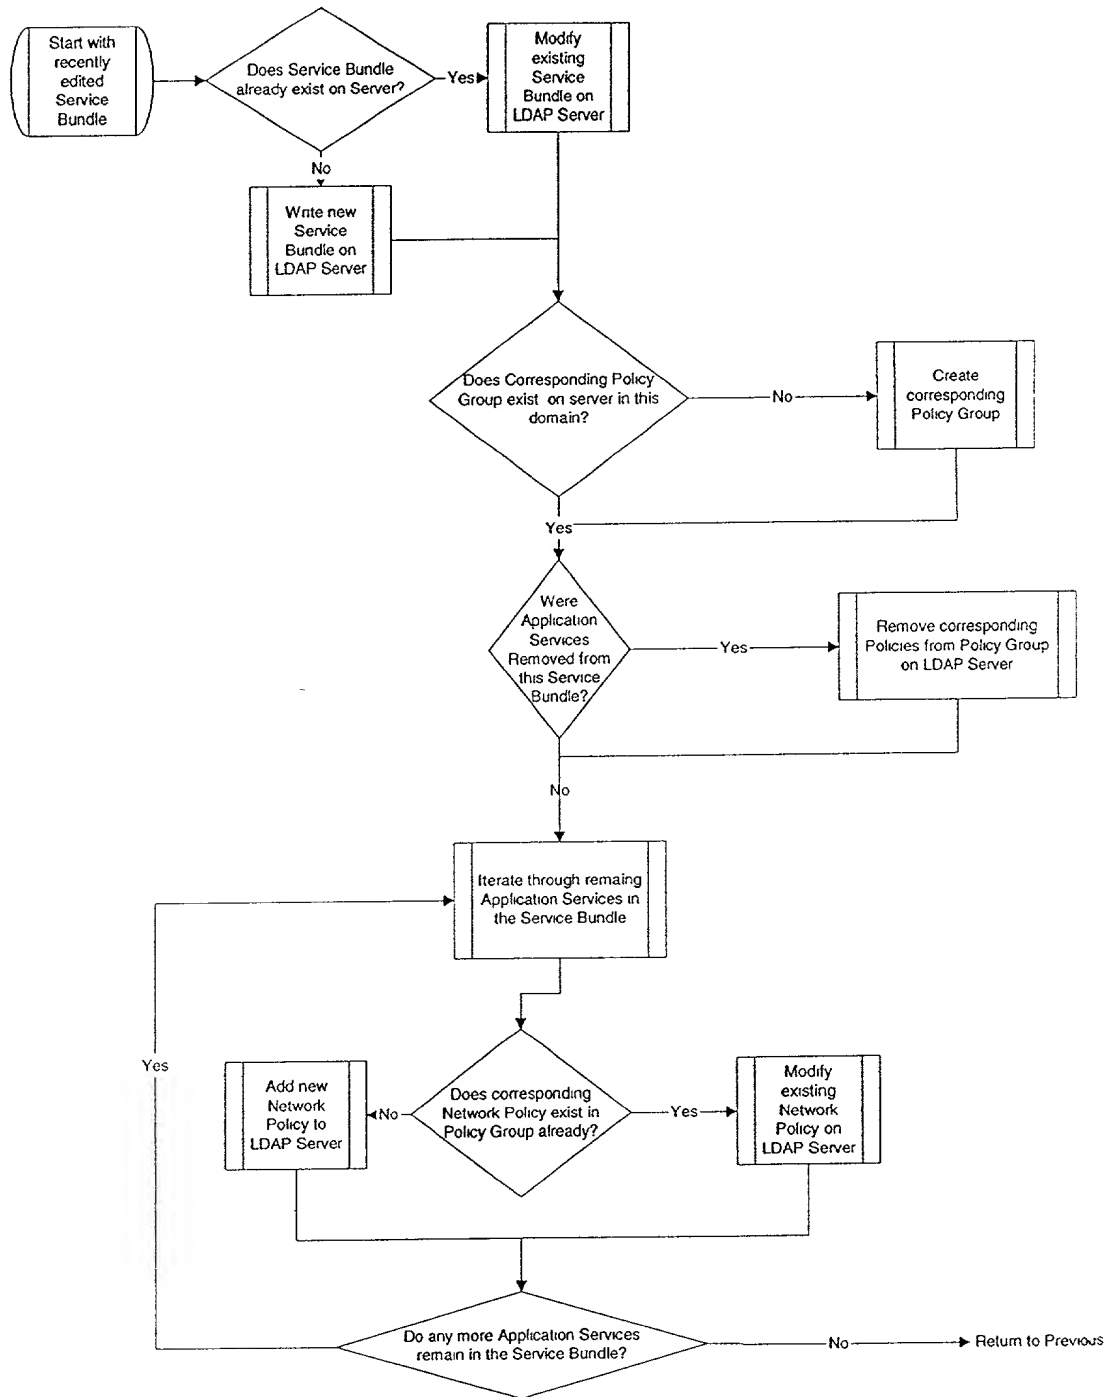 Start with
recently
edited
Service
Bundle
Does Service Bundle
already exist on Server?
Yes
Modify
existing
Service
Bundle on
LDAP Server
No
Write new
Service
Bundle on
LDAP Server
Does Corresponding Policy
Group exist on server in this
domain?
No
Create
corresponding
Policy Group
Yes
Were
Application
Services
Removed from
this Service
Bundle?
Yes
Remove corresponding
Policies from Policy Group
on LDAP Server
No
Iterate through remaing
Application Services in
the Service Bundle
Yes
Add new
Network
Policy to
LDAP Server
No
Does corresponding
Network Policy exist in
Policy Group already?
Yes
Modify
existing
Network
Policy on
LDAP Server
Do any more Application Services
remain in the Service Bundle?
No
Return to Previous